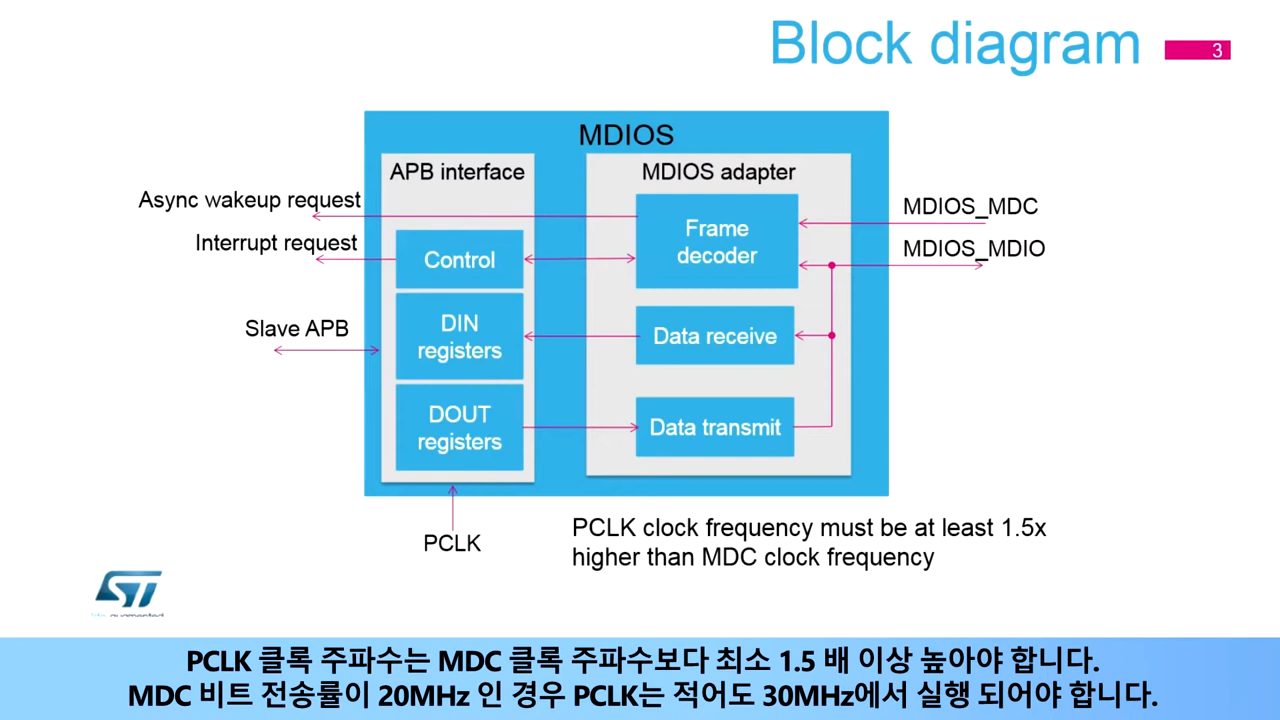 Block diagram
3
MDIOS
APB interface
MDIOS adapter
Async wakeup request
Interrupt request
Slave APB
Control
DIN
registers
DOUT
registers
Frame
decoder
Data receive
Data transmit
MDIOS_MDC
MDIOS_MDIO
PCLK
PCLK clock frequency must be at least 1.5x
higher than MDC clock frequency
ST
PCLK 클록 주파수는 MDC 클록 주파수보다 최소 1.5 배 이상 높아야 합니다.
MDC 비트 전송률이 20MHz 인 경우 PCLK는 적어도 30MHz에서 실행 되어야 합니다.